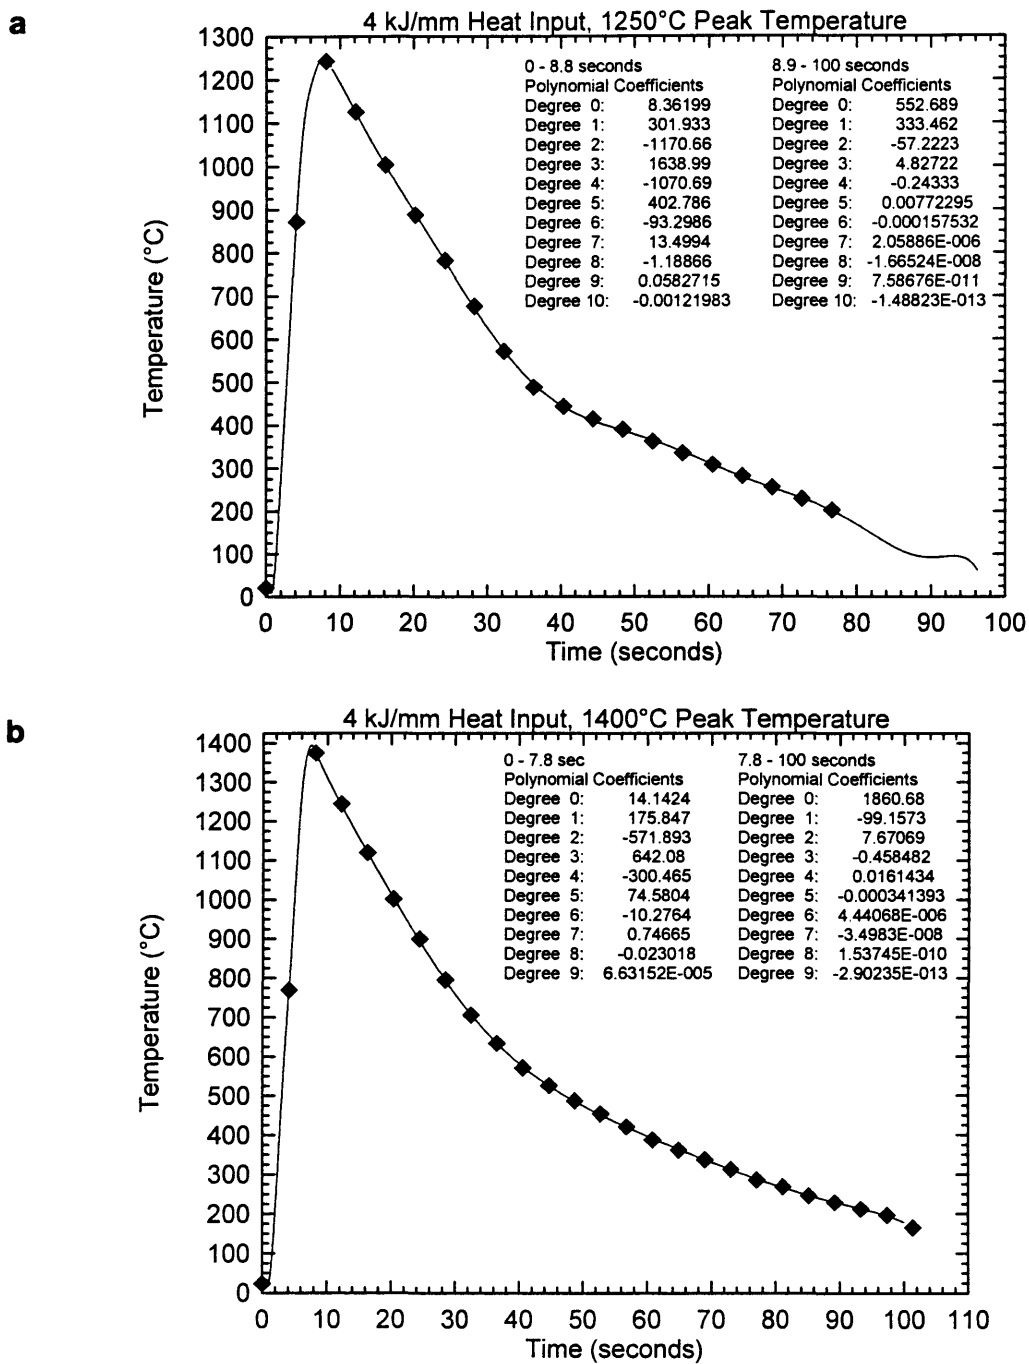 a
4 kJ/mm Heat Input, 1250°C Peak Temperature
1300
1200
1100
1000
900
800
700
600
500
400
300
200
100
0
Temperature (°C)
0 - 8.8 seconds
Polynomial Coefficients
Degree 0: 8.36199
Degree 1: 301.933
Degree 2: -1170.66
Degree 3: 1638.99
Degree 4: -1070.69
Degree 5: 402.786
Degree 6: -93.2986
Degree 7: 13.4994
Degree 8: -1.18866
Degree 9: 0.0582715
Degree 10: -0.00121983
8.9 - 100 seconds
Polynomial Coefficients
Degree 0: 552.689
Degree 1: 333.462
Degree 2: -57.2223
Degree 3: 4.82722
Degree 4: -0.24333
Degree 5: 0.00772295
Degree 6: -0.000157532
Degree 7: 2.05886E-006
Degree 8: -1.66524E-008
Degree 9: 7.58676E-011
Degree 10: -1.48823E-013
0 10 20 30 40 50 60 70 80 90 100
Time (seconds)
b
4 kJ/mm Heat Input, 1400°C Peak Temperature
1400
1300
1200
1100
1000
900
800
700
600
500
400
300
200
100
0
Temperature (°C)
0 - 7.8 sec
Polynomial Coefficients
Degree 0: 14.1424
Degree 1: 175.847
Degree 2: -571.893
Degree 3: 642.08
Degree 4: -300.465
Degree 5: 74.5804
Degree 6: -10.2764
Degree 7: 0.74665
Degree 8: -0.023018
Degree 9: 6.63152E-005
7.8 - 100 seconds
Polynomial Coefficients
Degree 0: 1860.68
Degree 1: -99.1573
Degree 2: 7.67069
Degree 3: -0.458482
Degree 4: 0.0161434
Degree 5: -0.000341393
Degree 6: 4.44068E-006
Degree 7: -3.4983E-008
Degree 8: 1.53745E-010
Degree 9: -2.90235E-013
0 10 20 30 40 50 60 70 80 90 100 110
Time (seconds)